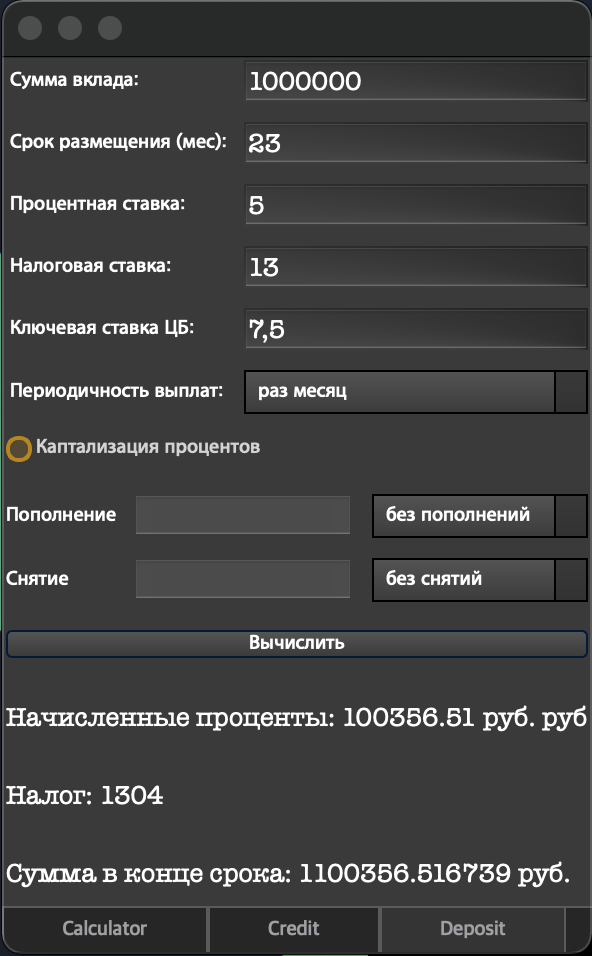 Сумма вклада: 1000000
Срок размещения (мес): 23
Процентная ставка: 5
Налоговая ставка: 13
Ключевая ставка ЦБ: 7,5
Периодичность выплат: раз месяц
Каптализация процентов
Пополнение без пополнений
Снятие без снятий
Вычислить
Начисленные проценты: 100356.51 руб. руб
Налог: 1304
Сумма в конце срока: 1100356.516739 руб.
Calculator Credit Deposit